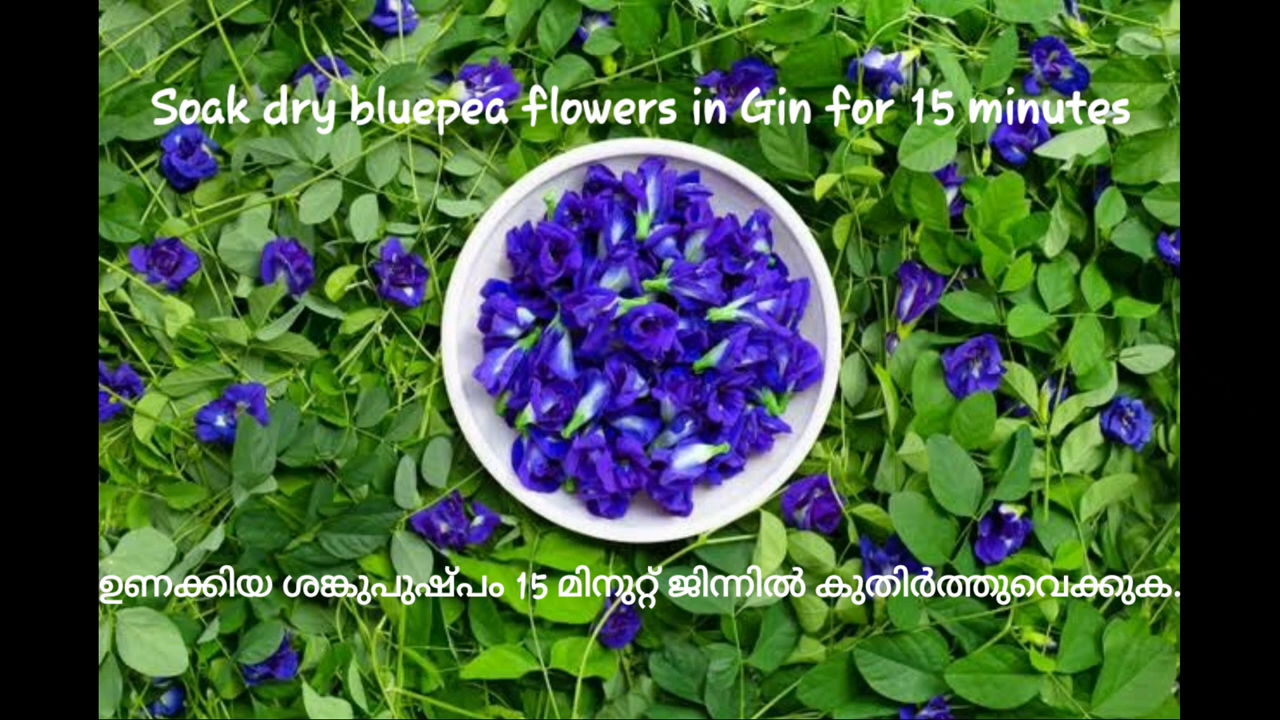 Soak dry bluepea flowers in Gin for 15 minutes
ഉണക്കിയ ശങ്കുപുഷ്പം 15 മിനുറ്റ് ജിന്നിൽ കുതിർത്തുവെക്കുക.